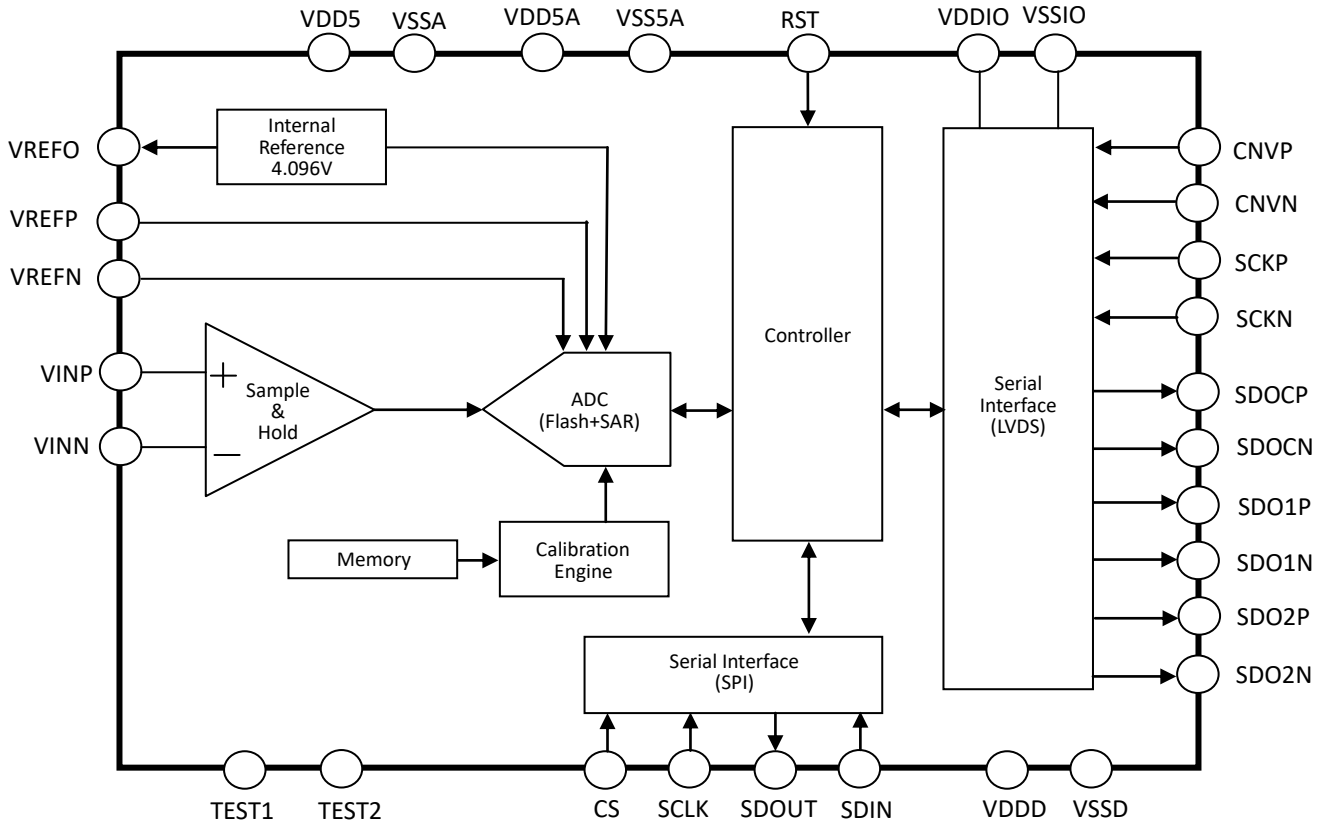 VDD5
VSSA
VDD5A
VSS5A
RST
VDDIO
VSSIO
VREFO
Internal
Reference
4.096V
CNVP
VREFP
CNVN
VREFN
SCKP
SCKN
Controller
VINP
+
Sample
&
Hold
−
VINN
ADC
(Flash+SAR)
Serial
Interface
(LVDS)
SDOCP
SDOCN
SDO1P
SDO1N
SDO2P
SDO2N
Memory
Calibration
Engine
Serial Interface
(SPI)
TEST1
TEST2
CS
SCLK
SDOUT
SDIN
VDDD
VSSD